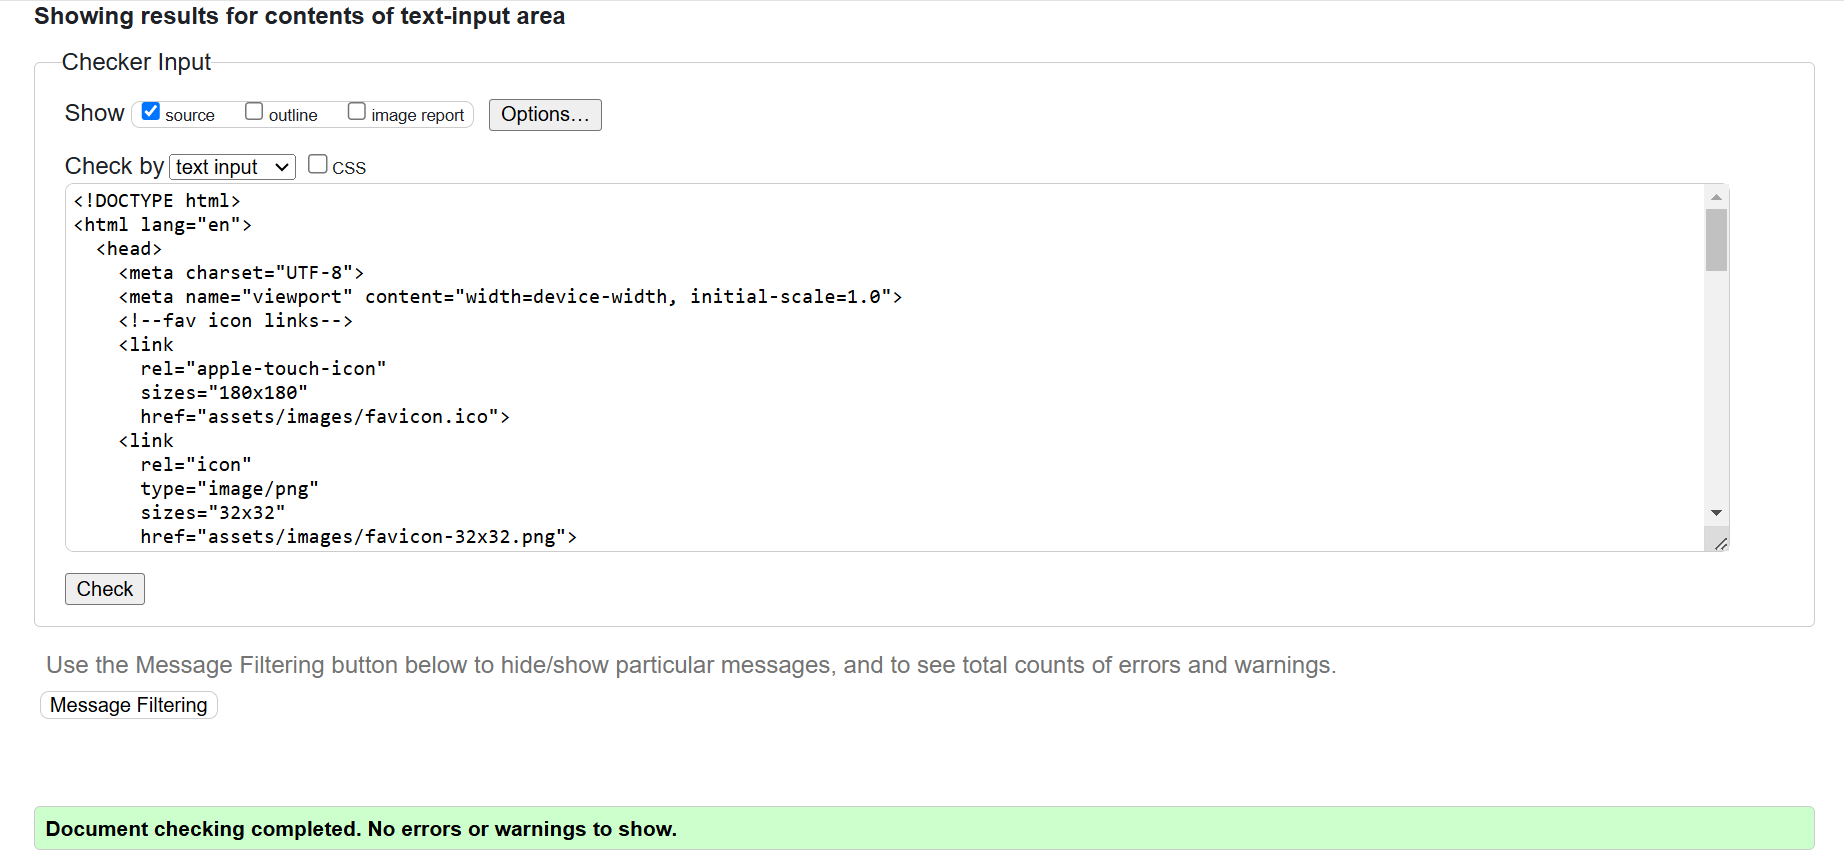 Showing results for contents of text-input area
Checker Input
Show source outline image report Options...
Check by text input CSS
<!DOCTYPE html>
<html lang="en">
<head>
<meta charset="UTF-8">
<meta name="viewport" content="width=device-width, initial-scale=1.0">
<!--fav icon links-->
<link
rel="apple-touch-icon"
sizes="180x180"
href="assets/images/favicon.ico">
<link
rel="icon"
type="image/png"
sizes="32x32"
href="assets/images/favicon-32x32.png">
Check
Use the Message Filtering button below to hide/show particular messages, and to see total counts of errors and warnings.
Message Filtering
Document checking completed. No errors or warnings to show.